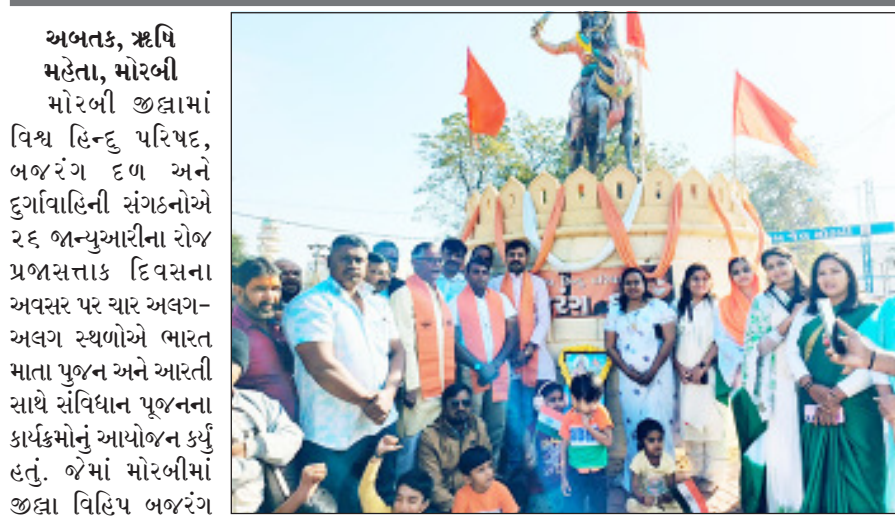 અબતક, ઋષિ
મહેતા, મોરબી
મોરબી જીલ્લામાં
વિશ્વ હિન્દુ પરિષદ,
બજરંગ દળ અને
દુર્ગાવાહિની સંગઠનોએ
૨૬ જાન્યુઆરીના રોજ
પ્રજાસત્તાક દિવસના
અવસર પર ચાર અલગ-
અલગ સ્થળોએ ભારત
માતા પુજન અને આરતી
સાથે સંવિધાન પૂજનના
કાર્યક્રમોનું આયોજન કર્યું
હતું. જેમાં મોરબીમાં
જીલ્લા વિહિપ બજરંગ